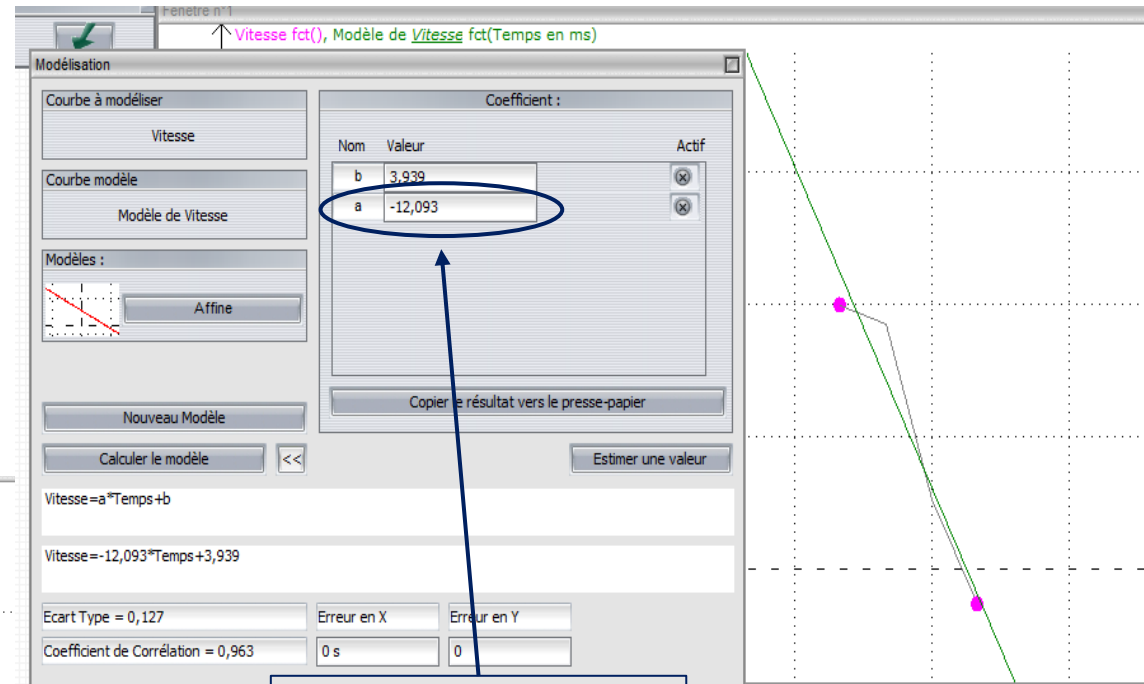 Fenetre n°1
Vitesse fct(), Modèle de Vitesse fct(Temps en ms)
Modélisation
Courbe à modéliser
Vitesse
Courbe modèle
Modèle de Vitesse
Modèles :
Affine
Nouveau Modèle
Calculer le modèle
<<
Coefficient :
Nom Valeur Actif
b 3,939
a -12,093
Copier le résultat vers le presse-papier
Estimer une valeur
Vitesse=a*Temps+b
Vitesse=-12,093*Temps+3,939
Ecart Type = 0,127
Erreur en X
Erreur en Y
Coefficient de Corrélation = 0,963
0 s
0